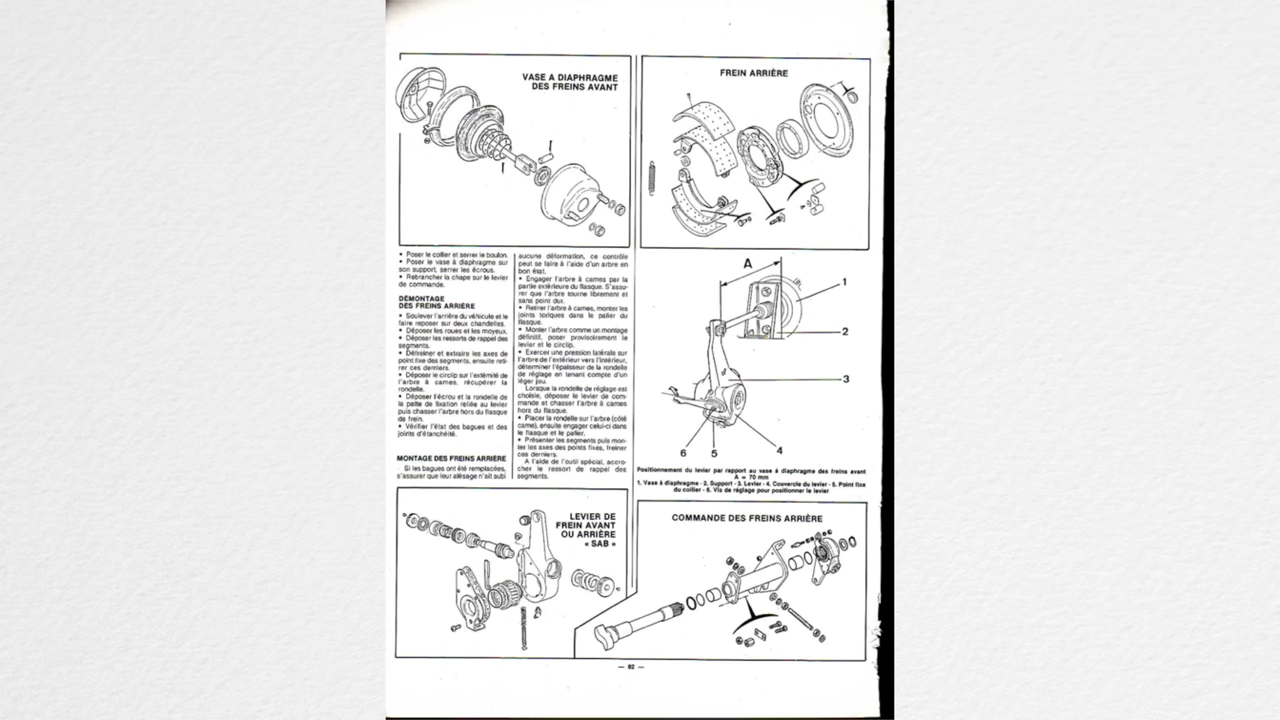 VASE A DIAPHRAGME
DES FREINS AVANT
FREIN ARRIÈRE
• Poser le collier et serrer le boulon.
• Poser le vase à diaphragme sur
son support, serrer les écrous.
• Rebrancher la chape sur le levier
de commande.
DÉMONTAGE
DES FREINS ARRIÈRE
• Soulever l'arrière du véhicule et le
faire reposer sur deux chandelles.
• Déposer les roues et les moyeux.
• Déposer les ressorts de rappel des
segments.
• Défreiner et extraire les axes de
point fixe des segments, ensuite reti-
rer ces derniers.
• Déposer le circlip sur l'extémité de
l'arbre à cames, récupérer la
rondelle.
• Déposer l'écrou et la rondelle de
la patte de fixation reliée au levier
puis chasser l'arbre hors du flasque
de frein.
• Vérifier l'état des bagues et des
joints d'étanchéité.
MONTAGE DES FREINS ARRIÈRE
Si les bagues ont été remplacées,
s'assurer que leur alésage n'ait subi
aucune déformation, ce contrôle
peut se faire à l'aide d'un arbre en
bon état.
• Engager l'arbre à cames par la
partie extérieure du flasque. S'assu-
rer que l'arbre tourne librement et
sans point dur.
• Retirer l'arbre à cames, monter les
joints toriques dans le palier du
flasque.
• Monter l'arbre comme un montage
définitif, poser provisoirement le
levier et le circlip.
• Exercer une pression latérale sur
l'arbre de l'extérieur vers l'intérieur,
déterminer l'épaisseur de la rondelle
de réglage en tenant compte d'un
léger jeu.
Lorsque la rondelle de réglage est
choisie, déposer le levier de com-
mande et chasser l'arbre à cames
hors du flasque.
• Placer la rondelle sur l'arbre (côté
came), ensuite engager celui-ci dans
le flasque et le palier.
• Présenter les segments puis mon-
ter les axes des points fixes, freiner
ces derniers.
A l'aide de l'outil spécial, accro-
cher le ressort de rappel des
segments.
A
1
2
3
4
5
6
Positionnement du levier par rapport au vase à diaphragme des freins avant
A = 70 mm
1. Vase à diaphragme - 2. Support - 3. Levier - 4. Couvercle du levier - 5. Point fixe
du collier - 6. Vis de réglage pour positionner le levier
LEVIER DE
FREIN AVANT
OU ARRIÈRE
« SAB »
COMMANDE DES FREINS ARRIÈRE
— 82 —